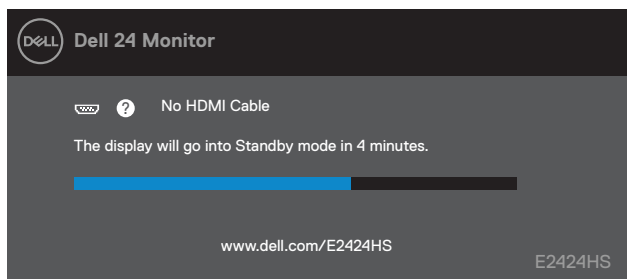 DELL Dell 24 Monitor
? No HDMI Cable
The display will go into Standby mode in 4 minutes.
www.dell.com/E2424HS
E2424HS